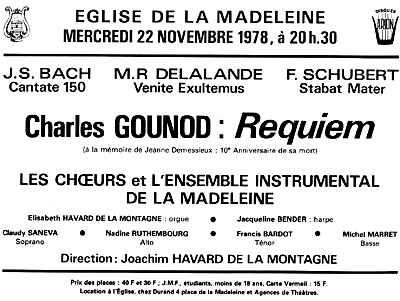 EGLISE DE LA MADELEINE
MERCREDI 22 NOVEMBRE 1978, à 20 h.30
DISQUES
ARION
J.S. BACH M.R DELALANDE F. SCHUBERT
Cantate 150 Venite Exultemus Stabat Mater
Charles GOUNOD : Requiem
(à la mémoire de Jeanne Demessieux : 10e Anniversaire de sa mort)
LES CHŒURS et L'ENSEMBLE INSTRUMENTAL
DE LA MADELEINE
Elisabeth HAVARD DE LA MONTAGNE : orgue ● Jacqueline BENDER : harpe
Claudy SANEVA ● Nadine RUTHEMBOURG ● Francis BARDOT ● Michel MARRET
Soprano Alto Ténor Basse
Direction : Joachim HAVARD DE LA MONTAGNE
Prix des places : 40 F et 30 F ; J.M.F., étudiants, moins de 18 ans, Carte Vermeil : 15 F.
Location à l'Église, chez Durand 4 place de la Madeleine et Agences de Théâtres.